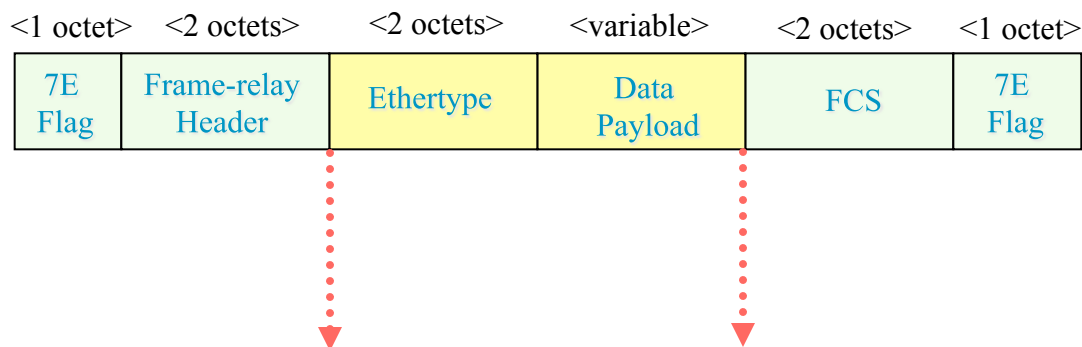 <1 octet> <2 octets> <2 octets> <variable> <2 octets> <1 octet>
7E
Flag
Frame-relay
Header
Ethertype
Data
Payload
FCS
7E
Flag